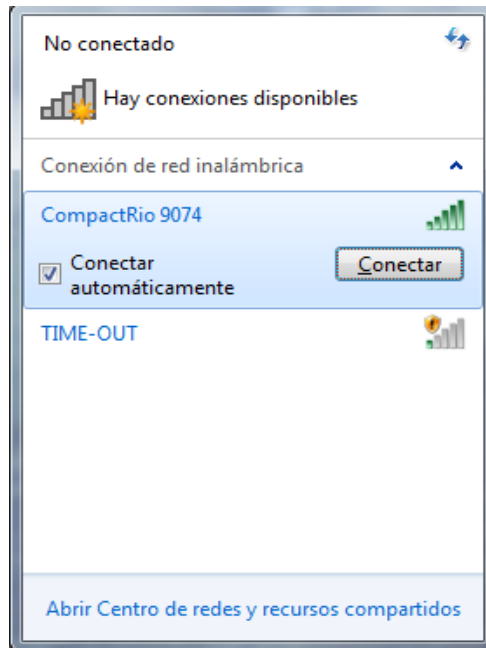 No conectado
Hay conexiones disponibles
Conexión de red inalámbrica
CompactRio 9074
Conectar
automáticamente
Conectar
TIME-OUT
Abrir Centro de redes y recursos compartidos